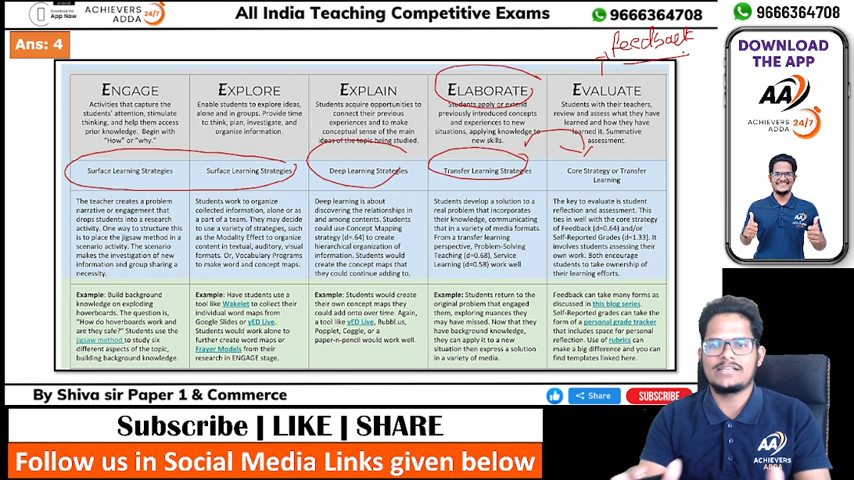 Download the
App Now
ACHIEVERS
ADDA
24/7
All India Teaching Competitive Exams
9666364708
9666364708
Ans: 4
feedback
DOWNLOAD
THE APP
AA
ACHIEVERS
ADDA
24/7
ENGAGE
Activities that capture the
students' attention, stimulate
thinking, and help them access
prior knowledge. Begin with
"How" or "why."
EXPLORE
Enable students to explore ideas,
alone and in groups. Provide time
to think, plan, investigate, and
organize information.
EXPLAIN
Students acquire opportunities to
connect their previous
experiences and to make
conceptual sense of the main
ideas of the topic being studied.
ELABORATE
Students apply or extend
previously introduced concepts
and experiences to new
situations, applying knowledge to
new skills.
EVALUATE
Students with their teachers,
review and assess what they have
learned and how they have
learned it. Summative
assessment.
Surface Learning Strategies
Surface Learning Strategies
Deep Learning Strategies
Transfer Learning Strategies
Core Strategy or Transfer
Learning
The teacher creates a problem
narrative or engagement that
drops students into a research
activity. One way to structure this
is to place the jigsaw method in a
scenario activity. The scenario
makes the investigation of new
information and group sharing a
necessity.
Students work to organize
collected information, alone or as
a part of a team. They may decide
to use a variety of strategies, such
as the Modality Effect to organize
content in textual, auditory, visual
formats. Or, Vocabulary Programs
to make word and concept maps.
Deep learning is about
discovering the relationships in
and among contents. Students
could use Concept Mapping
strategy (d=.64) to create
hierarchical organization of
information. Students would
create the concept maps that
they could continue adding to.
Students develop a solution to a
real problem that incorporates
their knowledge, communicating
that in a variety of media formats.
From a transfer learning
perspective, Problem-Solving
Teaching (d=0.68), Service
Learning (d=0.58) work well
The key to evaluate is student
reflection and assessment. This
ties in well with the core strategy
of Feedback (d=0.64) and/or
Self-Reported Grades (d=1.33). It
involves students assessing their
own work. Both encourage
students to take ownership of
their learning efforts.
Example: Build background
knowledge on exploding
hoverboards. The question, is,
"How do hoverboards work and
are they safe?" Students use the
jigsaw method to study six
different aspects of the topic,
building background knowledge.
Example: Have students use a
tool like Wakelet to collect their
individual word maps from
Google Slides or yED Live.
Students would work alone to
further create word maps or
Frayer Models from their
research in ENGAGE stage.
Example: Students would create
their own concept maps they
could add onto over time. Again,
a tool like yED Live, Bubbl.us,
Popplet, Coggle, or a
paper-n-pencil would work well.
Example: Students return to the
original problem that engaged
them, exploring nuances they
may have missed. Now that they
have background knowledge,
they can apply it to a new
situation then express a solution
in a variety of media.
Feedback can take many forms as
discussed in this blog series.
Self-reported grades can take the
form of a personal grade tracker
that includes space for personal
reflection. Use of rubrics can
make a big difference and you can
find templates linked here.
By Shiva sir Paper 1 & Commerce
Share
SUBSCRIBE
Subscribe | LIKE | SHARE
Follow us in Social Media Links given below
AA
ACHIEVERS
ADDA